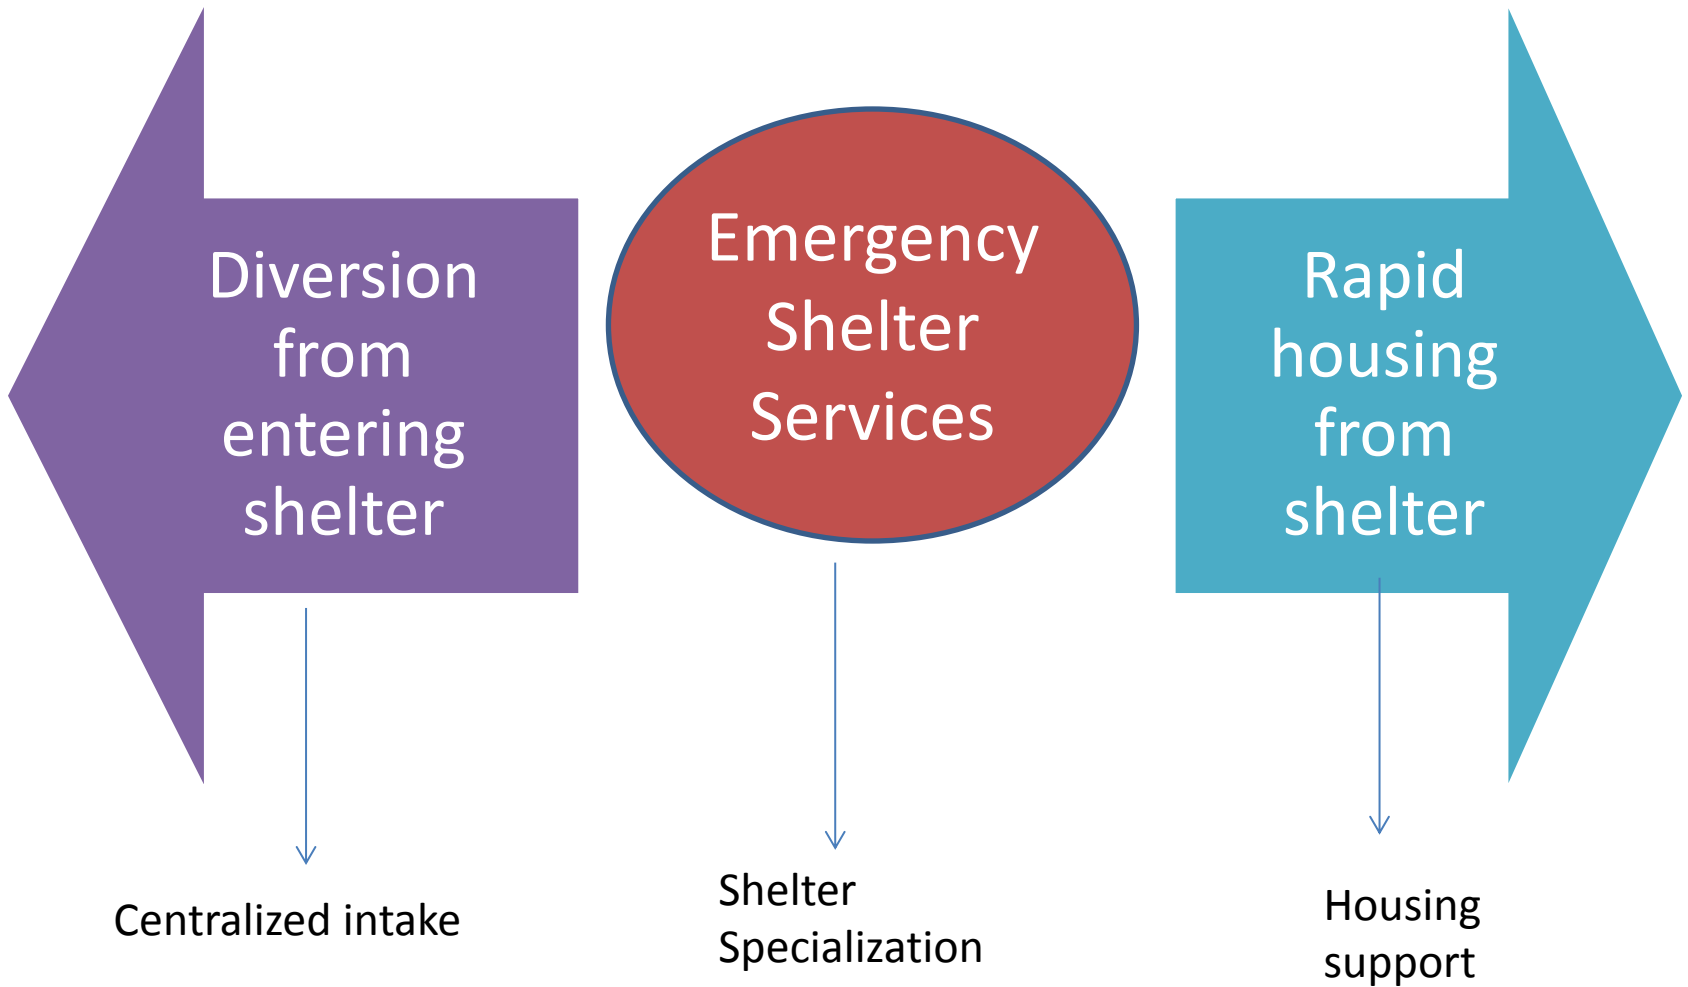 Diversion
from
entering
shelter
Emergency
Shelter
Services
Rapid
housing
from
shelter
Centralized intake
Shelter
Specialization
Housing
support